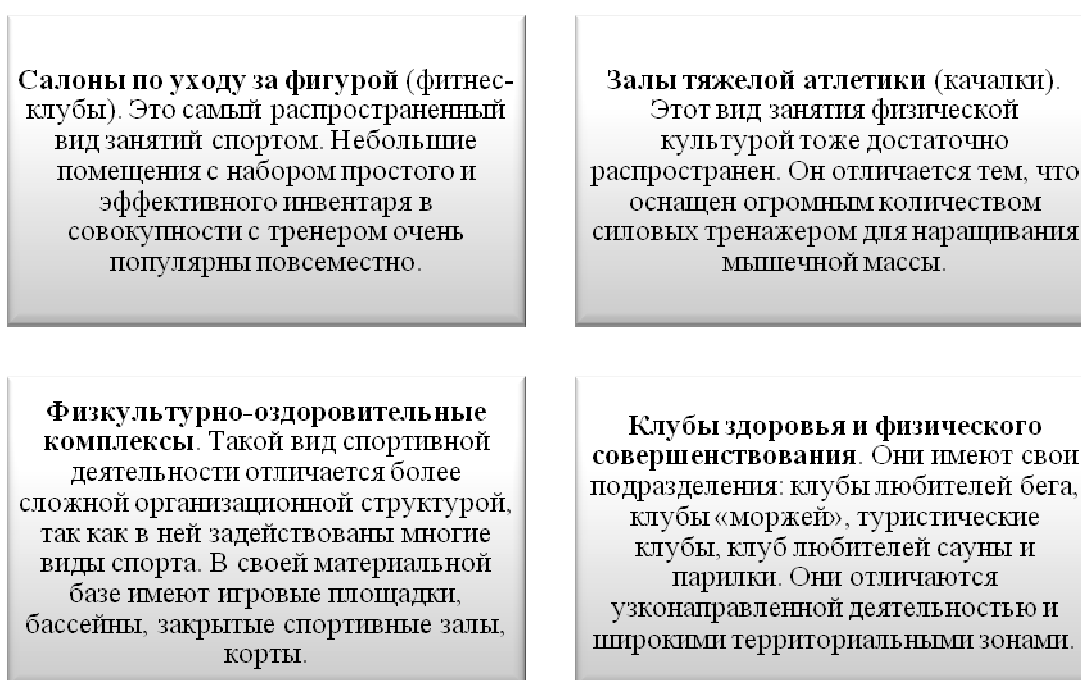 Салоны по уходу за фигурой (фитнес-
клубы). Это самый распространенный
вид занятий спортом. Небольшие
помещения с набором простого и
эффективного инвентаря в
совокупности с тренером очень
популярны повсеместно.
Залы тяжелой атлетики (качалки).
Этот вид занятия физической
культурой тоже достаточно
распространен. Он отличается тем, что
оснащен огромным количеством
силовых тренажером для наращивания
мышечной массы.
Физкультурно-оздоровительные
комплексы. Такой вид спортивной
деятельности отличается более
сложной организационной структурой,
так как в ней задействованы многие
виды спорта. В своей материальной
базе имеют игровые площадки,
бассейны, закрытые спортивные залы,
корты.
Клубы здоровья и физического
совершенствования. Они имеют свои
подразделения: клубы любителей бега,
клубы «моржей», туристические
клубы, клуб любителей сауны и
парилки. Они отличаются
узконаправленной деятельностью и
широкими территориальными зонами.